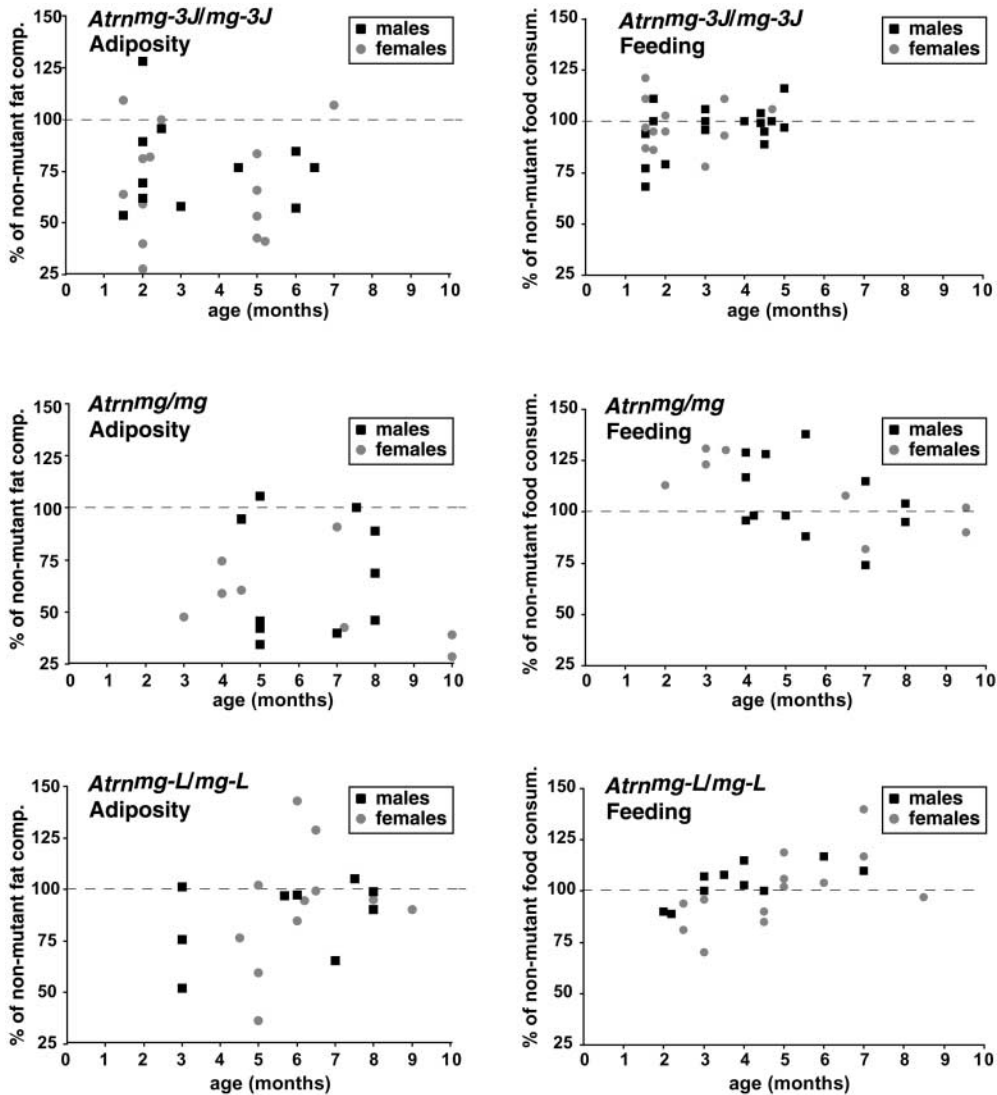 Atrnmg-3J/mg-3J
Adiposity
males
females
% of non-mutant fat comp.
150
125
100
75
50
25
0 1 2 3 4 5 6 7 8 9 10
age (months)
Atrnmg-3J/mg-3J
Feeding
males
females
% of non-mutant food consum.
150
125
100
75
50
25
0 1 2 3 4 5 6 7 8 9 10
age (months)
Atrnmg/mg
Adiposity
males
females
% of non-mutant fat comp.
150
125
100
75
50
25
0 1 2 3 4 5 6 7 8 9 10
age (months)
Atrnmg/mg
Feeding
males
females
% of non-mutant food consum.
150
125
100
75
50
25
0 1 2 3 4 5 6 7 8 9 10
age (months)
Atrnmg-L/mg-L
Adiposity
males
females
% of non-mutant fat comp.
150
125
100
75
50
25
0 1 2 3 4 5 6 7 8 9 10
age (months)
Atrnmg-L/mg-L
Feeding
males
females
% of non-mutant food consum.
150
125
100
75
50
25
0 1 2 3 4 5 6 7 8 9 10
age (months)